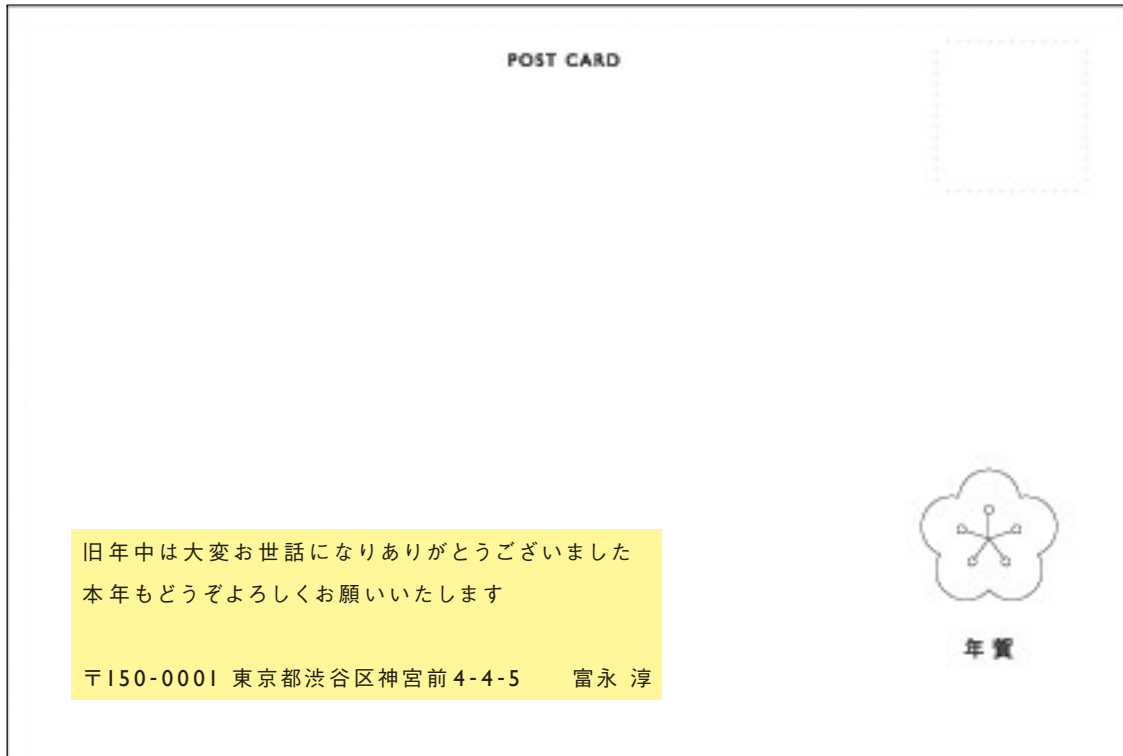 POST CARD
旧年中は大変お世話になりありがとうございました
本年もどうぞよろしくお願いいたします
〒150-0001 東京都渋谷区神宮前4-4-5 富永 淳
年賀